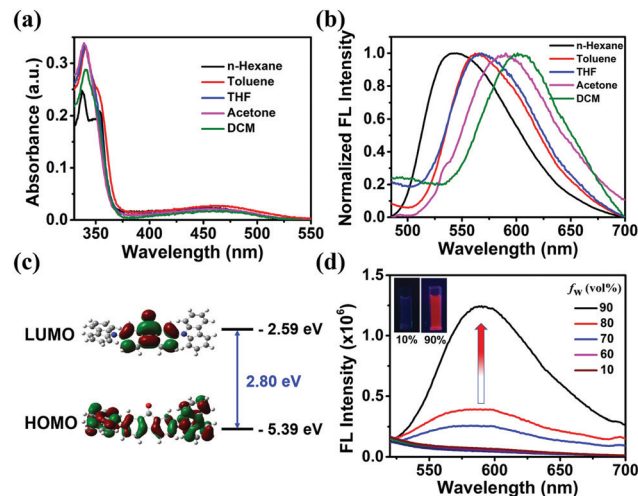 (a)
Absorbance (a.u.)
0.3
0.2
0.1
0.0
n-Hexane
Toluene
THF
Acetone
DCM
350 400 450 500 550
Wavelength (nm)
(b)
Normalized FL Intensity
1.0
0.8
0.6
0.4
0.2
0.0
n-Hexane
Toluene
THF
Acetone
DCM
500 550 600 650 700
Wavelength (nm)
(c)
LUMO
- 2.59 eV
2.80 eV
HOMO
- 5.39 eV
(d)
FL Intensity (x10⁶)
1.5
1.0
0.5
0.0
10% 90%
fw (vol%)
90
80
70
60
10
550 600 650 700
Wavelength (nm)